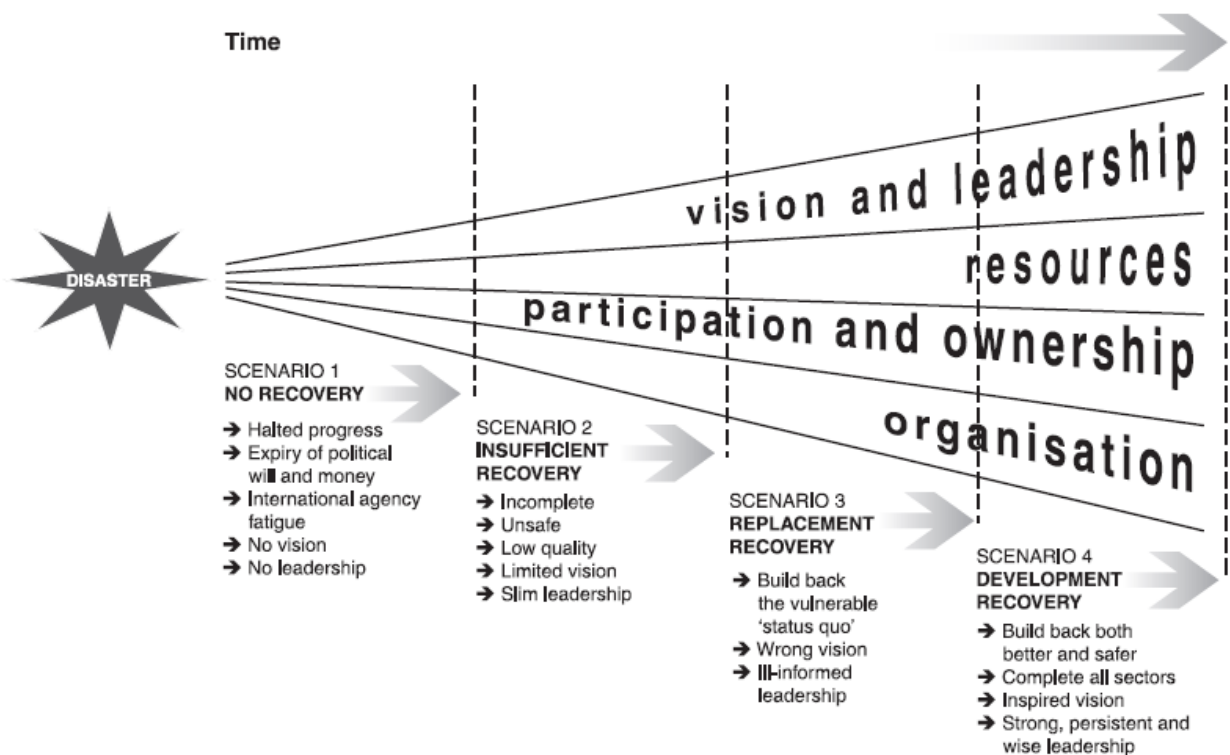 Time
vision and leadership
resources
DISASTER
participation and ownership
organisation
SCENARIO 1
NO RECOVERY
➔ Halted progress
➔ Expiry of political
will and money
➔ International agency
fatigue
➔ No vision
➔ No leadership
SCENARIO 2
INSUFFICIENT
RECOVERY
➔ Incomplete
➔ Unsafe
➔ Low quality
➔ Limited vision
➔ Slim leadership
SCENARIO 3
REPLACEMENT
RECOVERY
➔ Build back
the vulnerable
‘status quo’
➔ Wrong vision
➔ Ill-informed
leadership
SCENARIO 4
DEVELOPMENT
RECOVERY
➔ Build back both
better and safer
➔ Complete all sectors
➔ Inspired vision
➔ Strong, persistent and
wise leadership